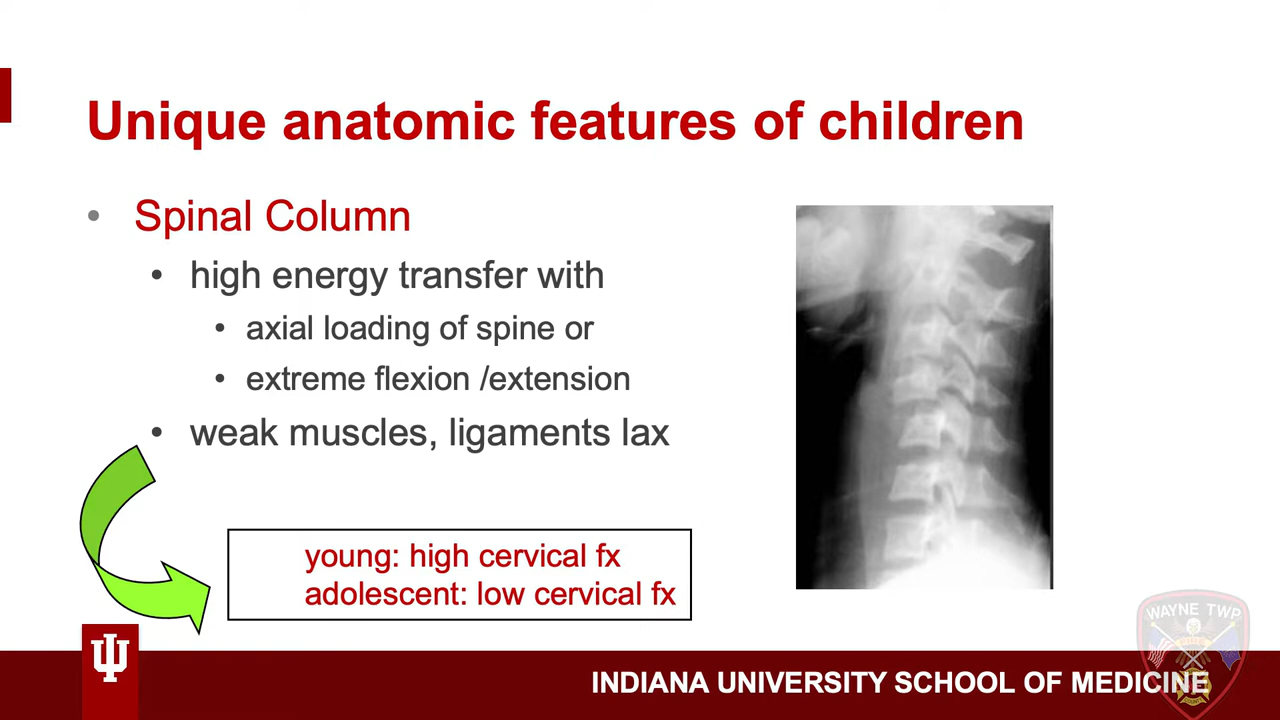 Unique anatomic features of children
• Spinal Column
• high energy transfer with
• axial loading of spine or
• extreme flexion /extension
• weak muscles, ligaments lax
young: high cervical fx
adolescent: low cervical fx
INDIANA UNIVERSITY SCHOOL OF MEDICINE
WAYNE TWP